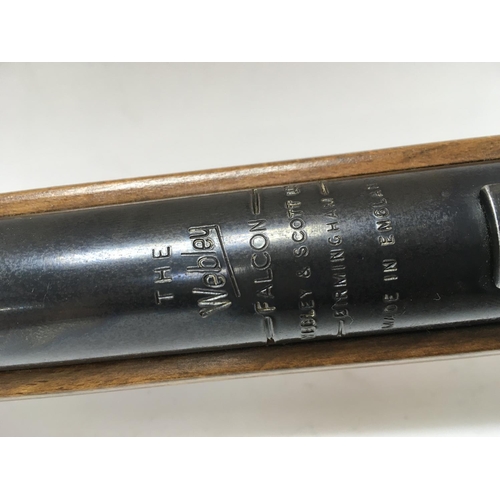 THE
Webley
FALCON
WEBLEY & SCOTT
BIRMINGHAM
MADE IN ENGLAND